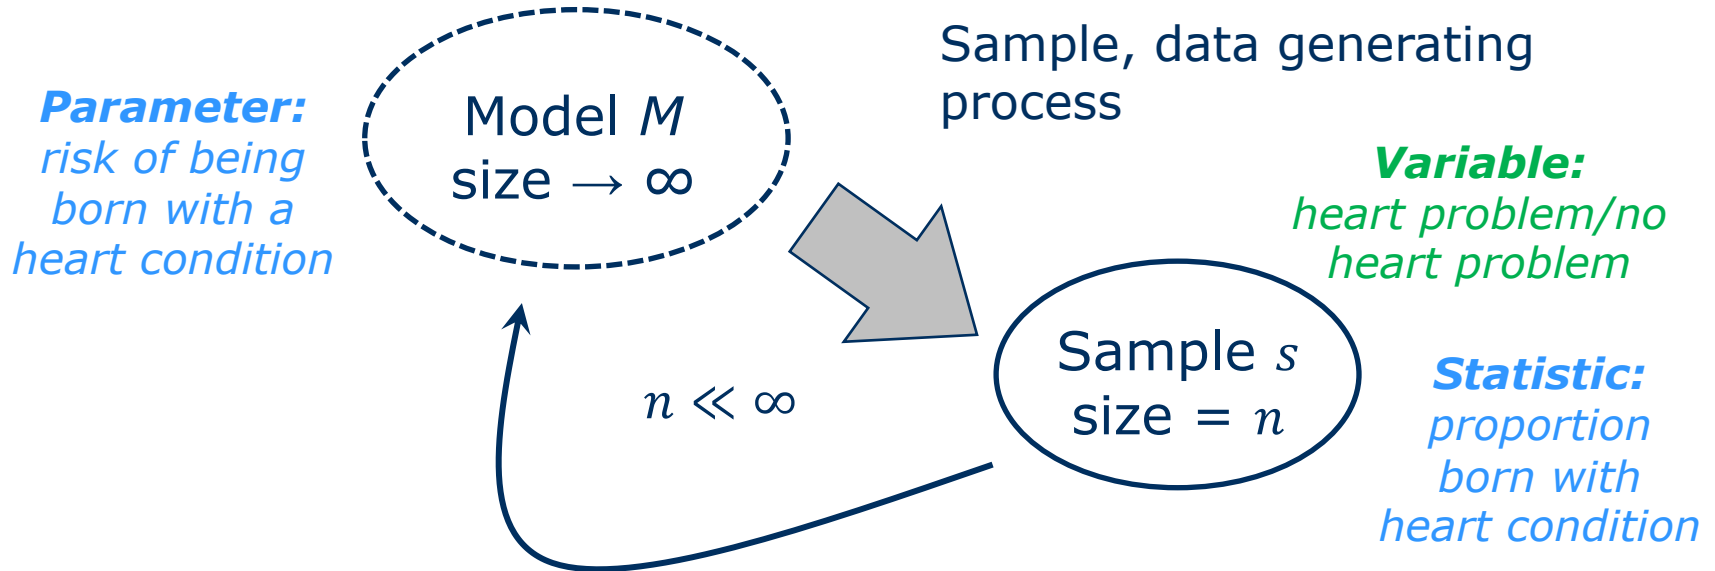 Sample, data generating
process
Parameter:
risk of being
born with a
heart condition
Model M
size → ∞
Variable:
heart problem/no
heart problem
n ≪ ∞
Sample s
size = n
Statistic:
proportion
born with
heart condition